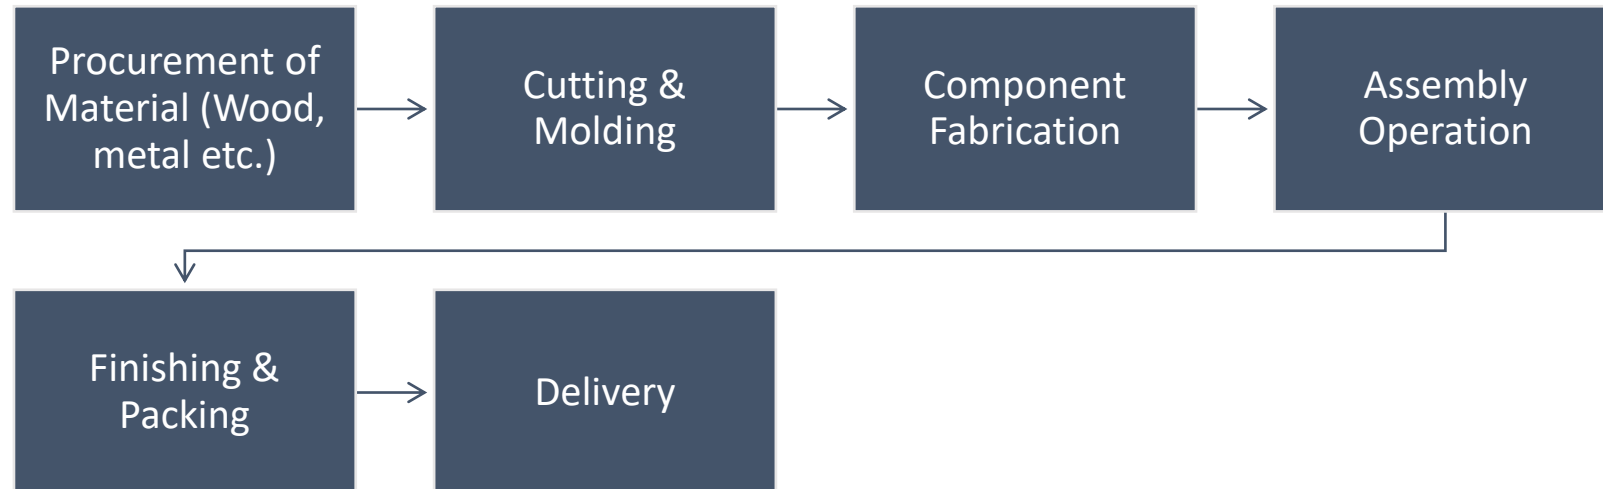 Procurement of
Material (Wood,
metal etc.)
Cutting &
Molding
Component
Fabrication
Assembly
Operation
Finishing &
Packing
Delivery